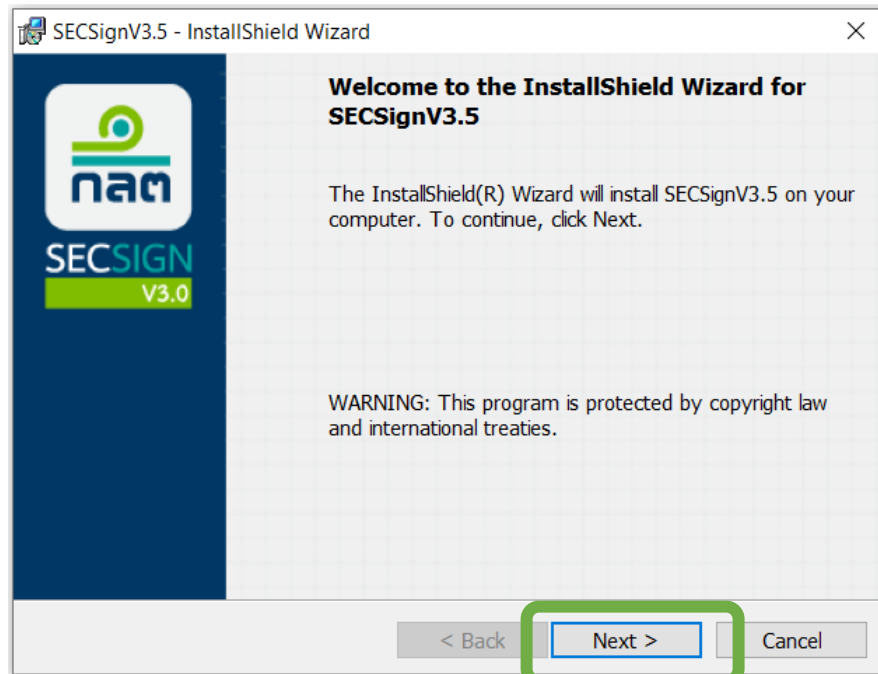 SECSignV3.5 - InstallShield Wizard
Welcome to the InstallShield Wizard for
SECSignV3.5
กลต
The InstallShield(R) Wizard will install SECSignV3.5 on your
computer. To continue, click Next.
SECSIGN
V3.0
WARNING: This program is protected by copyright law
and international treaties.
< Back
Next >
Cancel